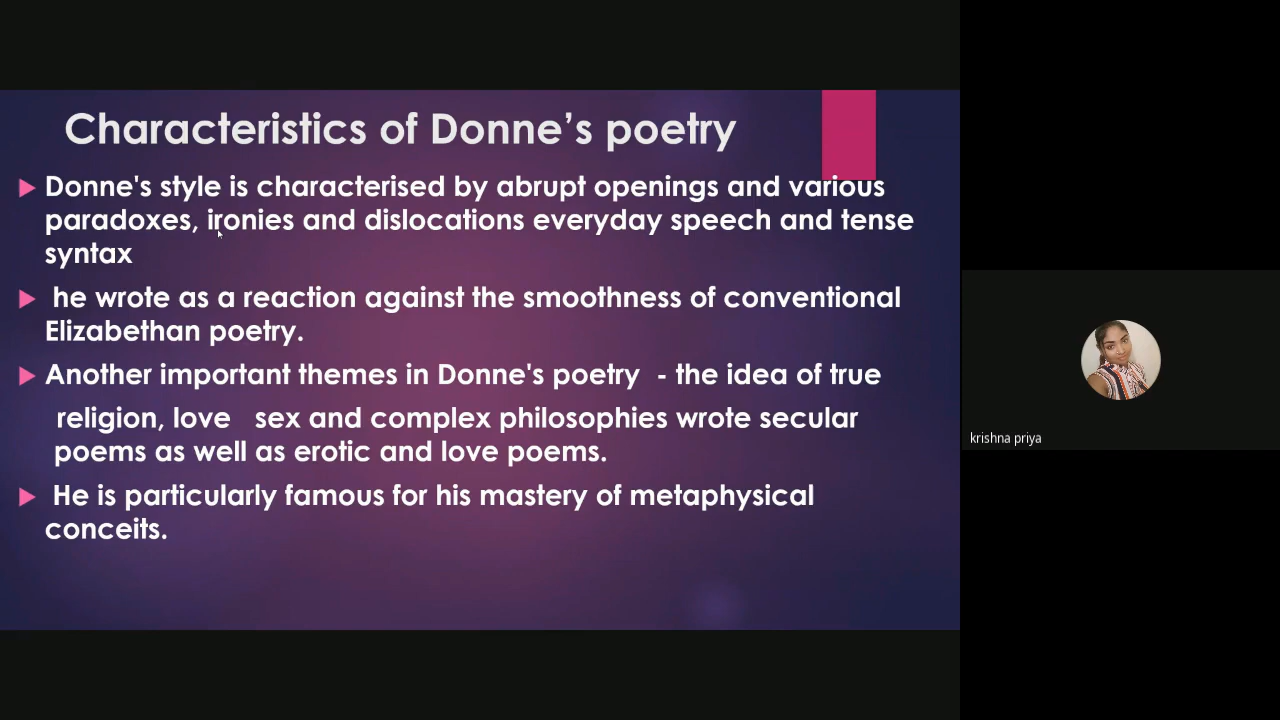 Characteristics of Donne’s poetry
Donne's style is characterised by abrupt openings and various
paradoxes, ironies and dislocations everyday speech and tense
syntax
he wrote as a reaction against the smoothness of conventional
Elizabethan poetry.
Another important themes in Donne's poetry - the idea of true
religion, love sex and complex philosophies wrote secular
poems as well as erotic and love poems.
He is particularly famous for his mastery of metaphysical
conceits.
krishna priya